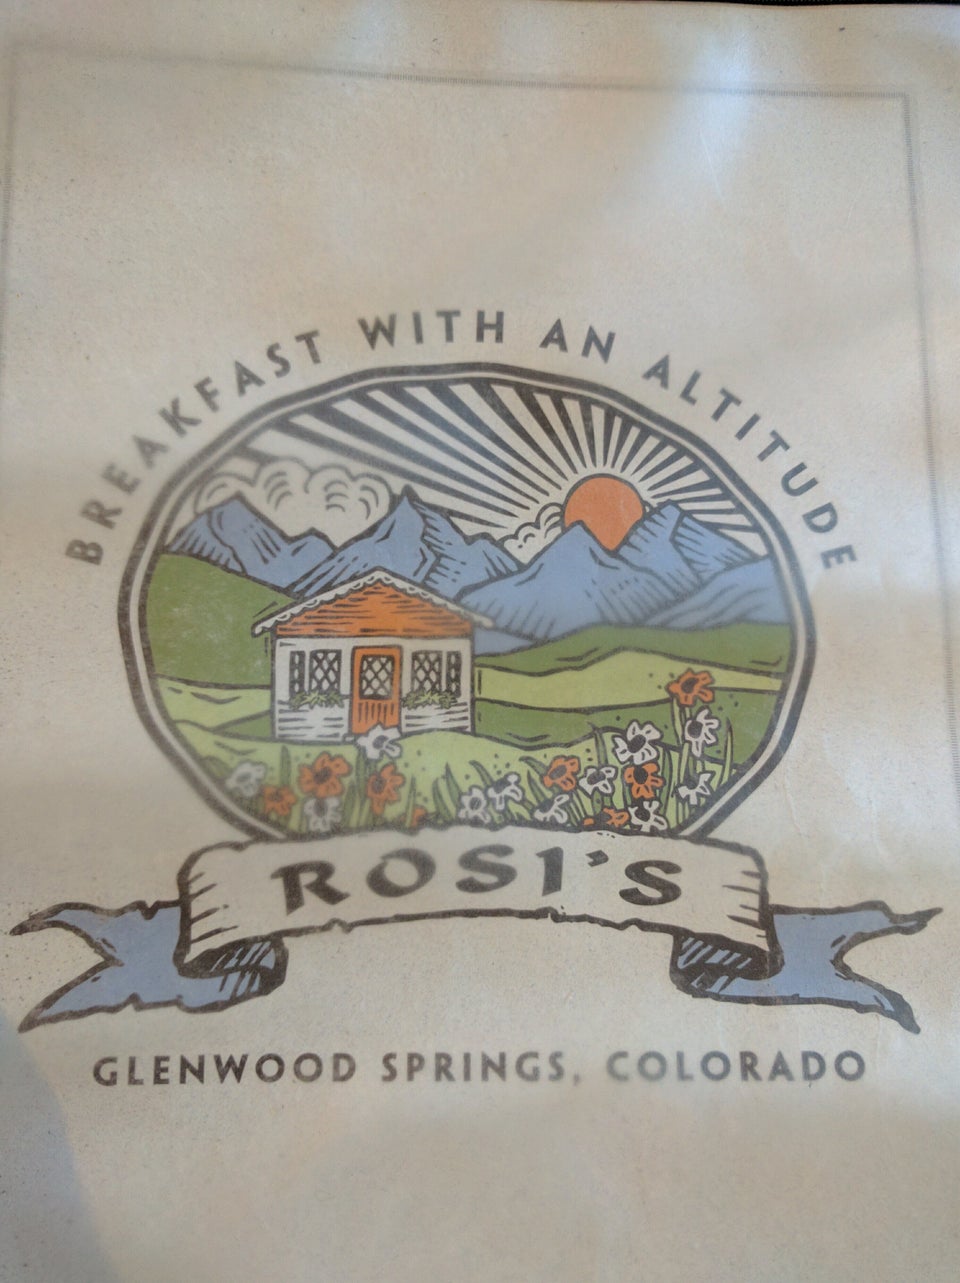 BREAKFAST WITH AN ALTITUDE
ROSI'S
GLENWOOD SPRINGS, COLORADO